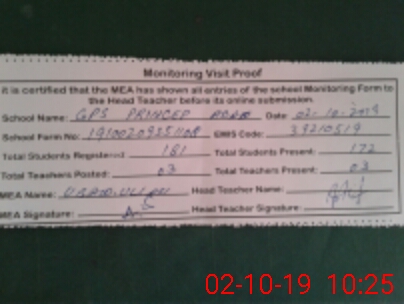 Monitoring Visit Proof
it is certified that the MEA has shown all entries of the school Monitoring Form to
the Head Teacher before its online submission.
School Name: GPS PRINCEP Date: 02-10-2019
School Form No: EMIS Code: 39210519
Total Students Registered: 181 Total Students Present: 172
Total Teachers Posted: 03 Total Teachers Present: 03
MEA Name: UBAIDULLAH Head Teacher Name:
MEA Signature: Head Teacher Signature
02-10-19 10:25